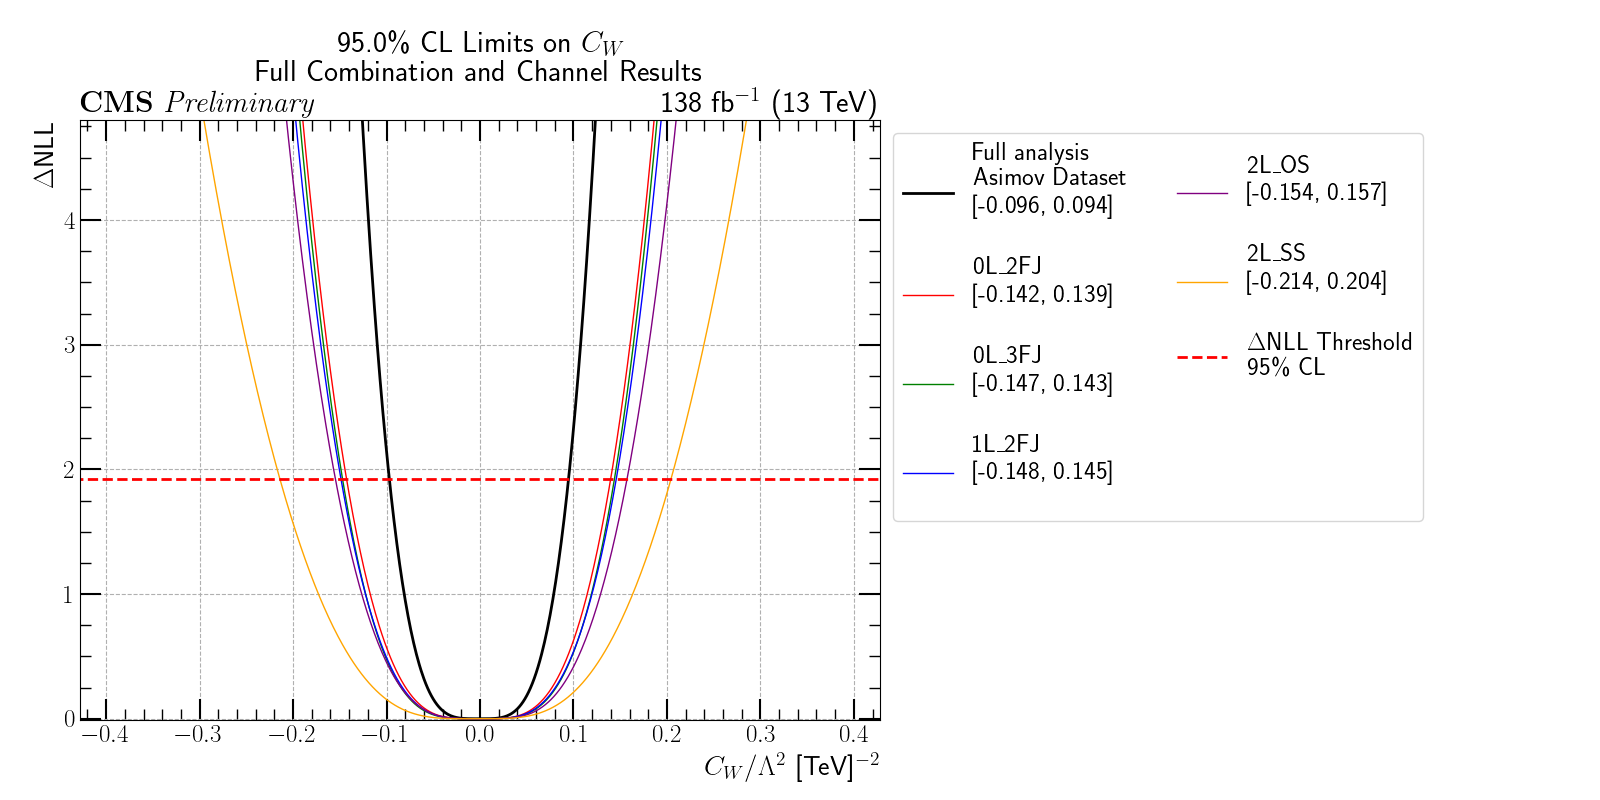 95.0% CL Limits on C_W
Full Combination and Channel Results
CMS Preliminary
138 fb⁻¹ (13 TeV)
ΔNLL
4
3
2
1
0
−0.4 −0.3 −0.2 −0.1 0.0 0.1 0.2 0.3 0.4
C_W/Λ² [TeV]⁻²
Full analysis
Asimov Dataset
[-0.096, 0.094]
0L_2FJ
[-0.142, 0.139]
0L_3FJ
[-0.147, 0.143]
1L_2FJ
[-0.148, 0.145]
2L_OS
[-0.154, 0.157]
2L_SS
[-0.214, 0.204]
ΔNLL Threshold
95% CL